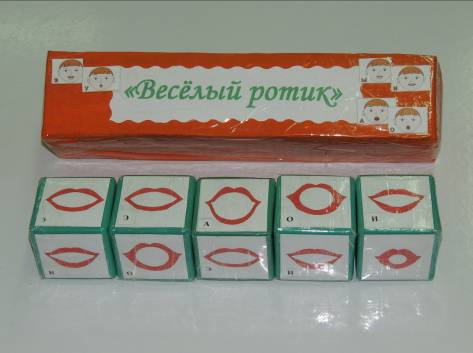 «Весёлый ротик»
Э Э А О И
И О Э И